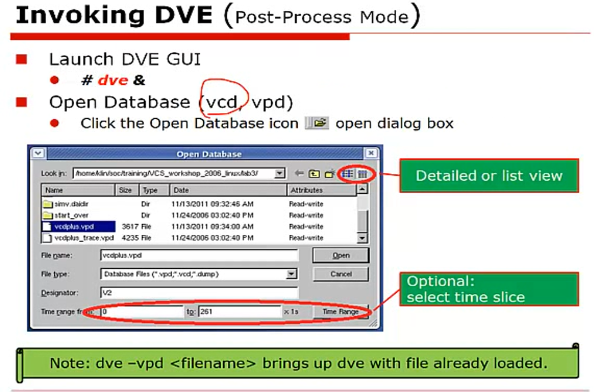 Invoking DVE (Post-Process Mode)
Launch DVE GUI
# dve &
Open Database (vcd, vpd)
Click the Open Database icon open dialog box
Open Database
Look in: /home/klin/soc/training/VCS_workshop_2006_linux/lab3/
Name Size Type Date Attributes
simv.daidir Dir 11/13/2011 09:32:45 AM Read-write
start_over Dir 11/24/2006 03:02:40 PM Read-write
vcdplus.vpd 3617 File 11/13/2011 09:34:00 AM Read-write
vcdplus_trace.vpd 4235 File 11/24/2006 03:02:40 PM Read-write
File name: vcdplus.vpd Open
File type: Database Files (*.vpd;*.vcd;*.dump) Cancel
Designator: V2
Time range from: 0 to: 261 x 1s Time Range
Detailed or list view
Optional:
select time slice
Note: dve –vpd <filename> brings up dve with file already loaded.